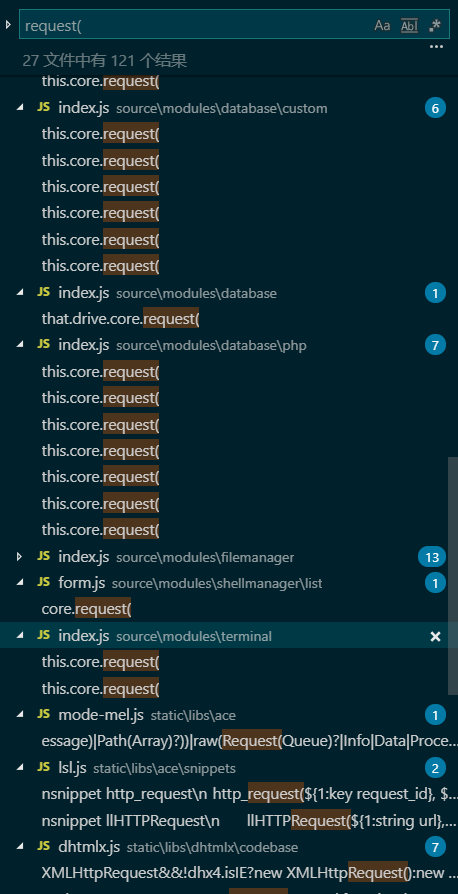 request(
Aa Abl .*
27 文件中有 121 个结果
this.core.request(
JS index.js source\modules\database\custom 6
this.core.request(
this.core.request(
this.core.request(
this.core.request(
this.core.request(
this.core.request(
JS index.js source\modules\database 1
that.drive.core.request(
JS index.js source\modules\database\php 7
this.core.request(
this.core.request(
this.core.request(
this.core.request(
this.core.request(
this.core.request(
this.core.request(
JS index.js source\modules\filemanager 13
JS form.js source\modules\shellmanager\list 1
core.request(
JS index.js source\modules\terminal
this.core.request(
this.core.request(
JS mode-mel.js static\libs\ace 1
essage)|Path(Array)?))|raw(Request(Queue)?|Info|Data|Proce...
JS lsl.js static\libs\ace\snippets 2
nsnippet http_request\n http_request(${1:key request_id}, $...
nsnippet llHTTPRequest\n llHTTPRequest(${1:string url},...
JS dhtmlx.js static\libs\dhtmlx\codebase 7
XMLHttpRequest&&!dhx4.isIE?new XMLHttpRequest():new ...